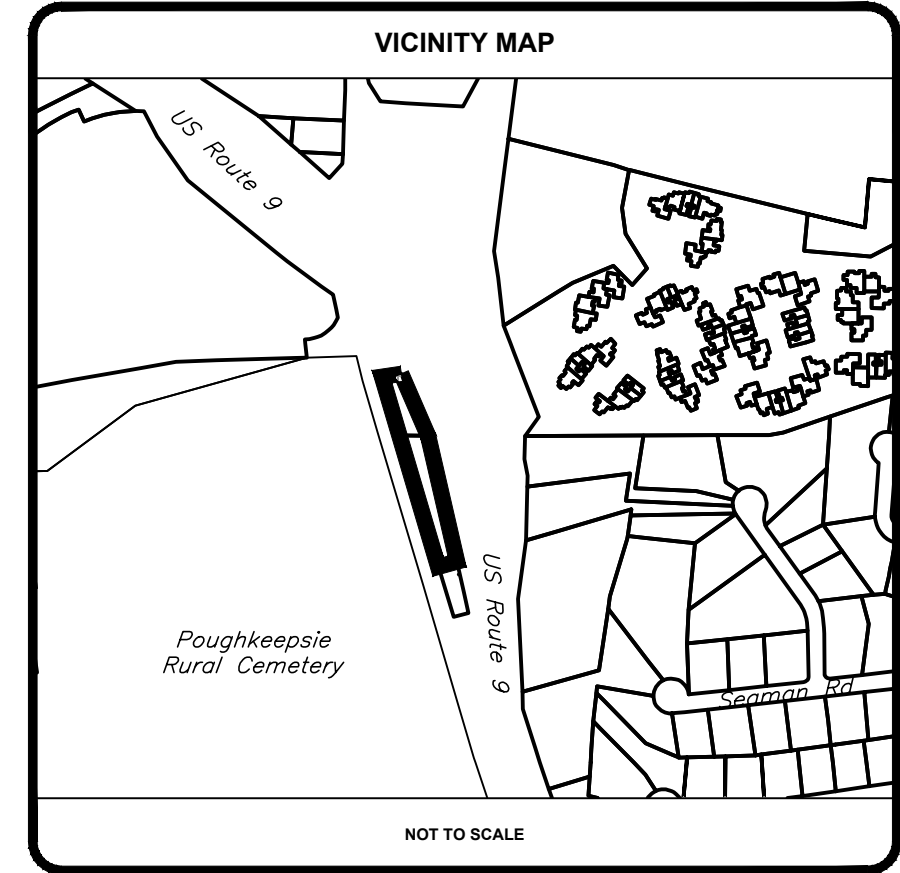 VICINITY MAP
US Route 9
US Route 9
Poughkeepsie
Rural Cemetery
Seaman Rd
NOT TO SCALE